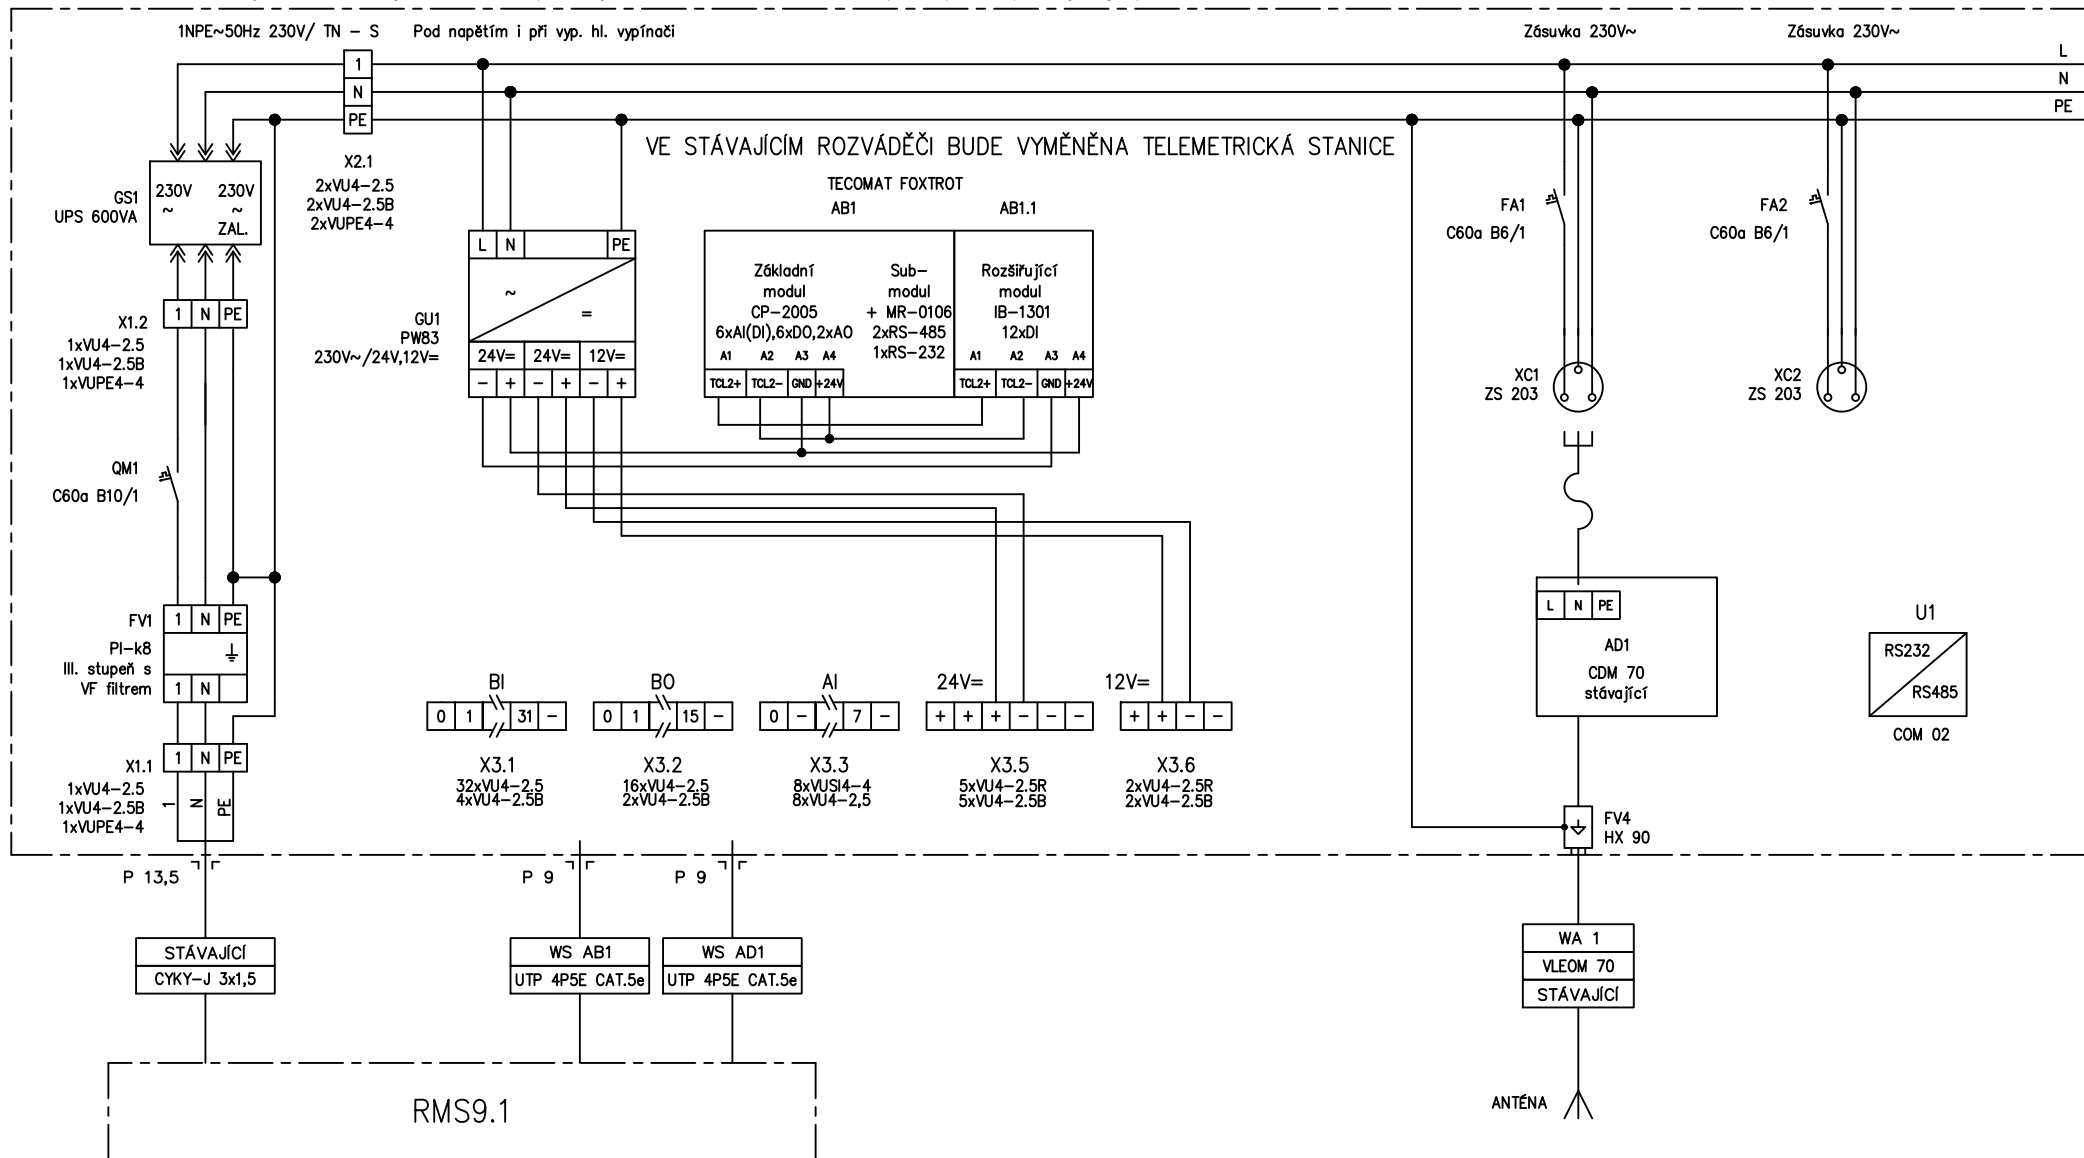 1NPE~50Hz 230V/ TN - S Pod napětím i při vyp. hl. vypínači
Zásuvka 230V~
Zásuvka 230V~
L
N
PE
1
N
PE
X2.1
2xVU4-2.5
2xVU4-2.5B
2xVUPE4-4
VE STÁVAJÍCÍM ROZVÁDĚČI BUDE VYMĚNĚNA TELEMETRICKÁ STANICE
GS1
UPS 600VA
230V 230V
~ ~
ZAL.
1 N PE
X1.2
1xVU4-2.5
1xVU4-2.5B
1xVUPE4-4
QM1
C60a B10/1
FV1
1 N PE
PI-k8
III. stupeň s
VF filtrem
1 N
X1.1
1 N PE
1xVU4-2.5
1xVU4-2.5B
1xVUPE4-4
1 N PE
L N PE
~
=
GU1
PW83
230V~/24V,12V=
24V= 24V= 12V=
- + - + - +
TECOMAT FOXTROT
AB1 AB1.1
Základní
modul
CP-2005
6xAI(DI),6xDO,2xAO
A1 A2 A3 A4
TCL2+ TCL2- GND +24V
Sub-
modul
+ MR-0106
2xRS-485
1xRS-232
Rozšiřující
modul
IB-1301
12xDI
A1 A2 A3 A4
TCL2+ TCL2- GND +24V
FA1
C60a B6/1
FA2
C60a B6/1
XC1
ZS 203
XC2
ZS 203
L N PE
AD1
CDM 70
stávající
U1
RS232
RS485
COM 02
BI
0 1 31 -
X3.1
32xVU4-2.5
4xVU4-2.5B
BO
0 1 15 -
X3.2
16xVU4-2.5
2xVU4-2.5B
AI
0 - 7 -
X3.3
8xVUSI4-4
8xVU4-2,5
24V=
+ + + - - -
X3.5
5xVU4-2.5R
5xVU4-2.5B
12V=
+ + - -
X3.6
2xVU4-2.5R
2xVU4-2.5B
FV4
HX 90
P 13,5
P 9
P 9
STÁVAJÍCÍ
CYKY-J 3x1,5
WS AB1
UTP 4P5E CAT.5e
WS AD1
UTP 4P5E CAT.5e
WA 1
VLEOM 70
STÁVAJÍCÍ
ANTÉNA
RMS9.1